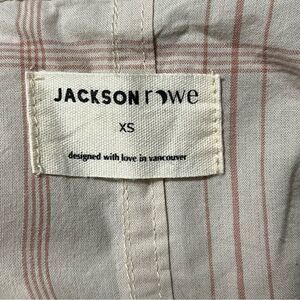 JACKSON rowe
XS
designed with love in vancouver